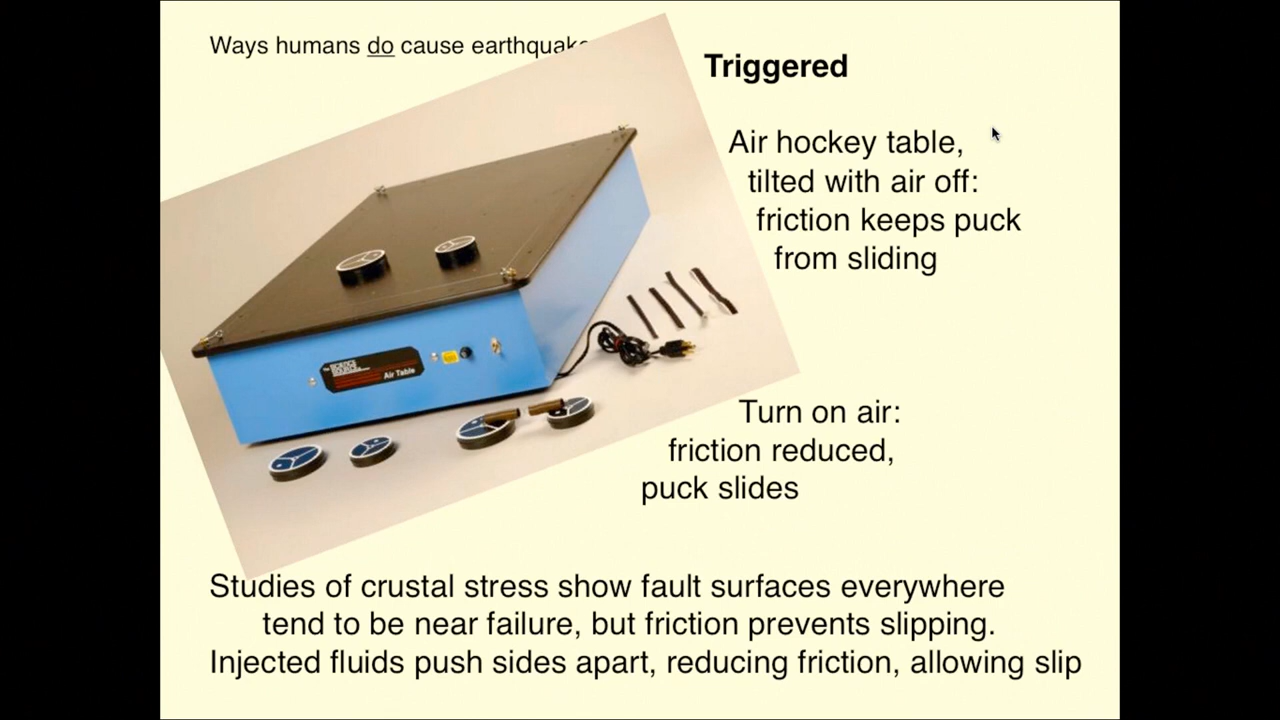 Ways humans do cause earthquake
Triggered
Air hockey table,
tilted with air off:
friction keeps puck
from sliding
Air Table
Turn on air:
friction reduced,
puck slides
Studies of crustal stress show fault surfaces everywhere
tend to be near failure, but friction prevents slipping.
Injected fluids push sides apart, reducing friction, allowing slip